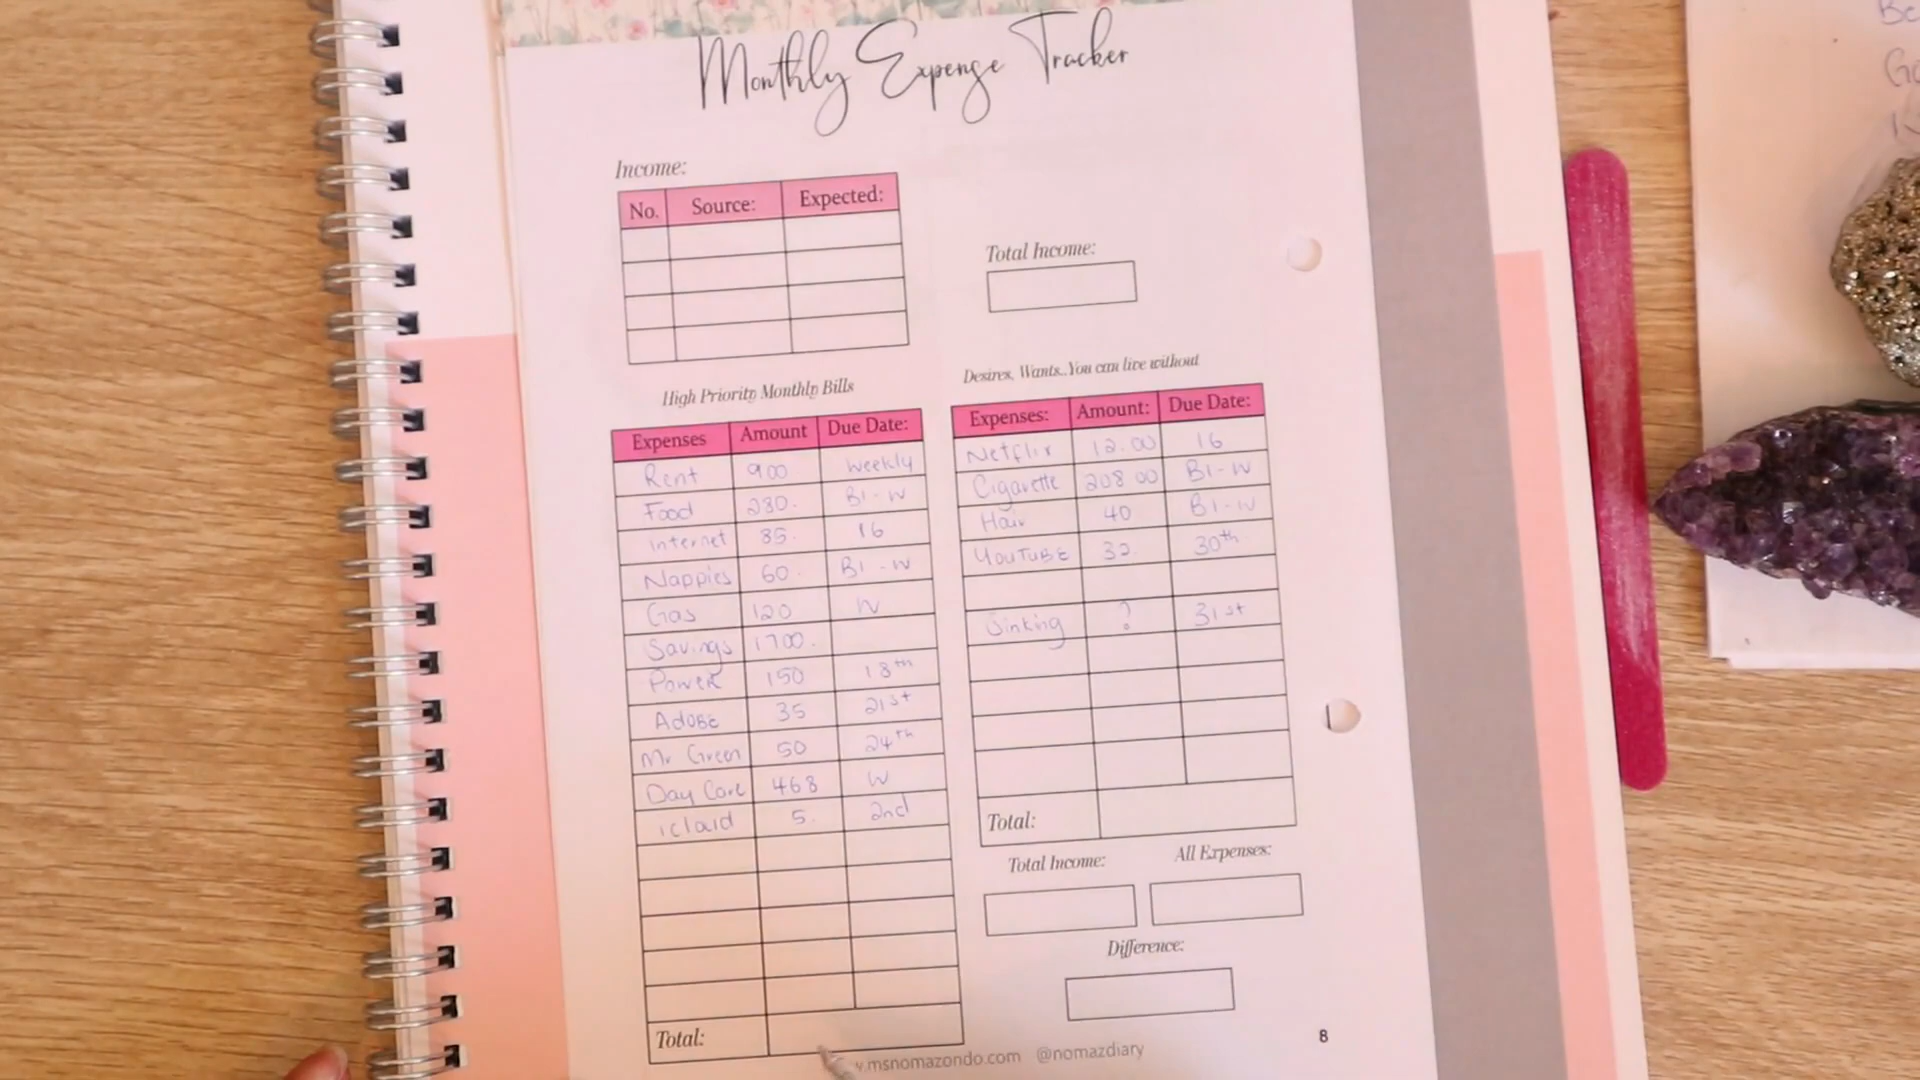 Monthly Expense Tracker
Income:
No. Source: Expected:
Total Income:
High Priority Monthly Bills
Expenses Amount Due Date:
Rent 900 weekly
Food 280. BI-W
internet 85. 16
Nappies 60. BI-W
Gas 120 W
Savings 1700.
Power 150 18th
ADOBE 35 21st
Mr Green 50 24th
Day Care 468 W
iclaid 5. 2nd
Total:
Desires, Wants..You can live without
Expenses: Amount: Due Date:
Netflix 12.00 16
Cigarette 208.00 BI-W
Hair 40 BI-W
YOUTUBE 32. 30th
Sinking ? 31st
Total:
Total Income: All Expenses:
Difference:
w.msnomazondo.com @nomazdiary
8